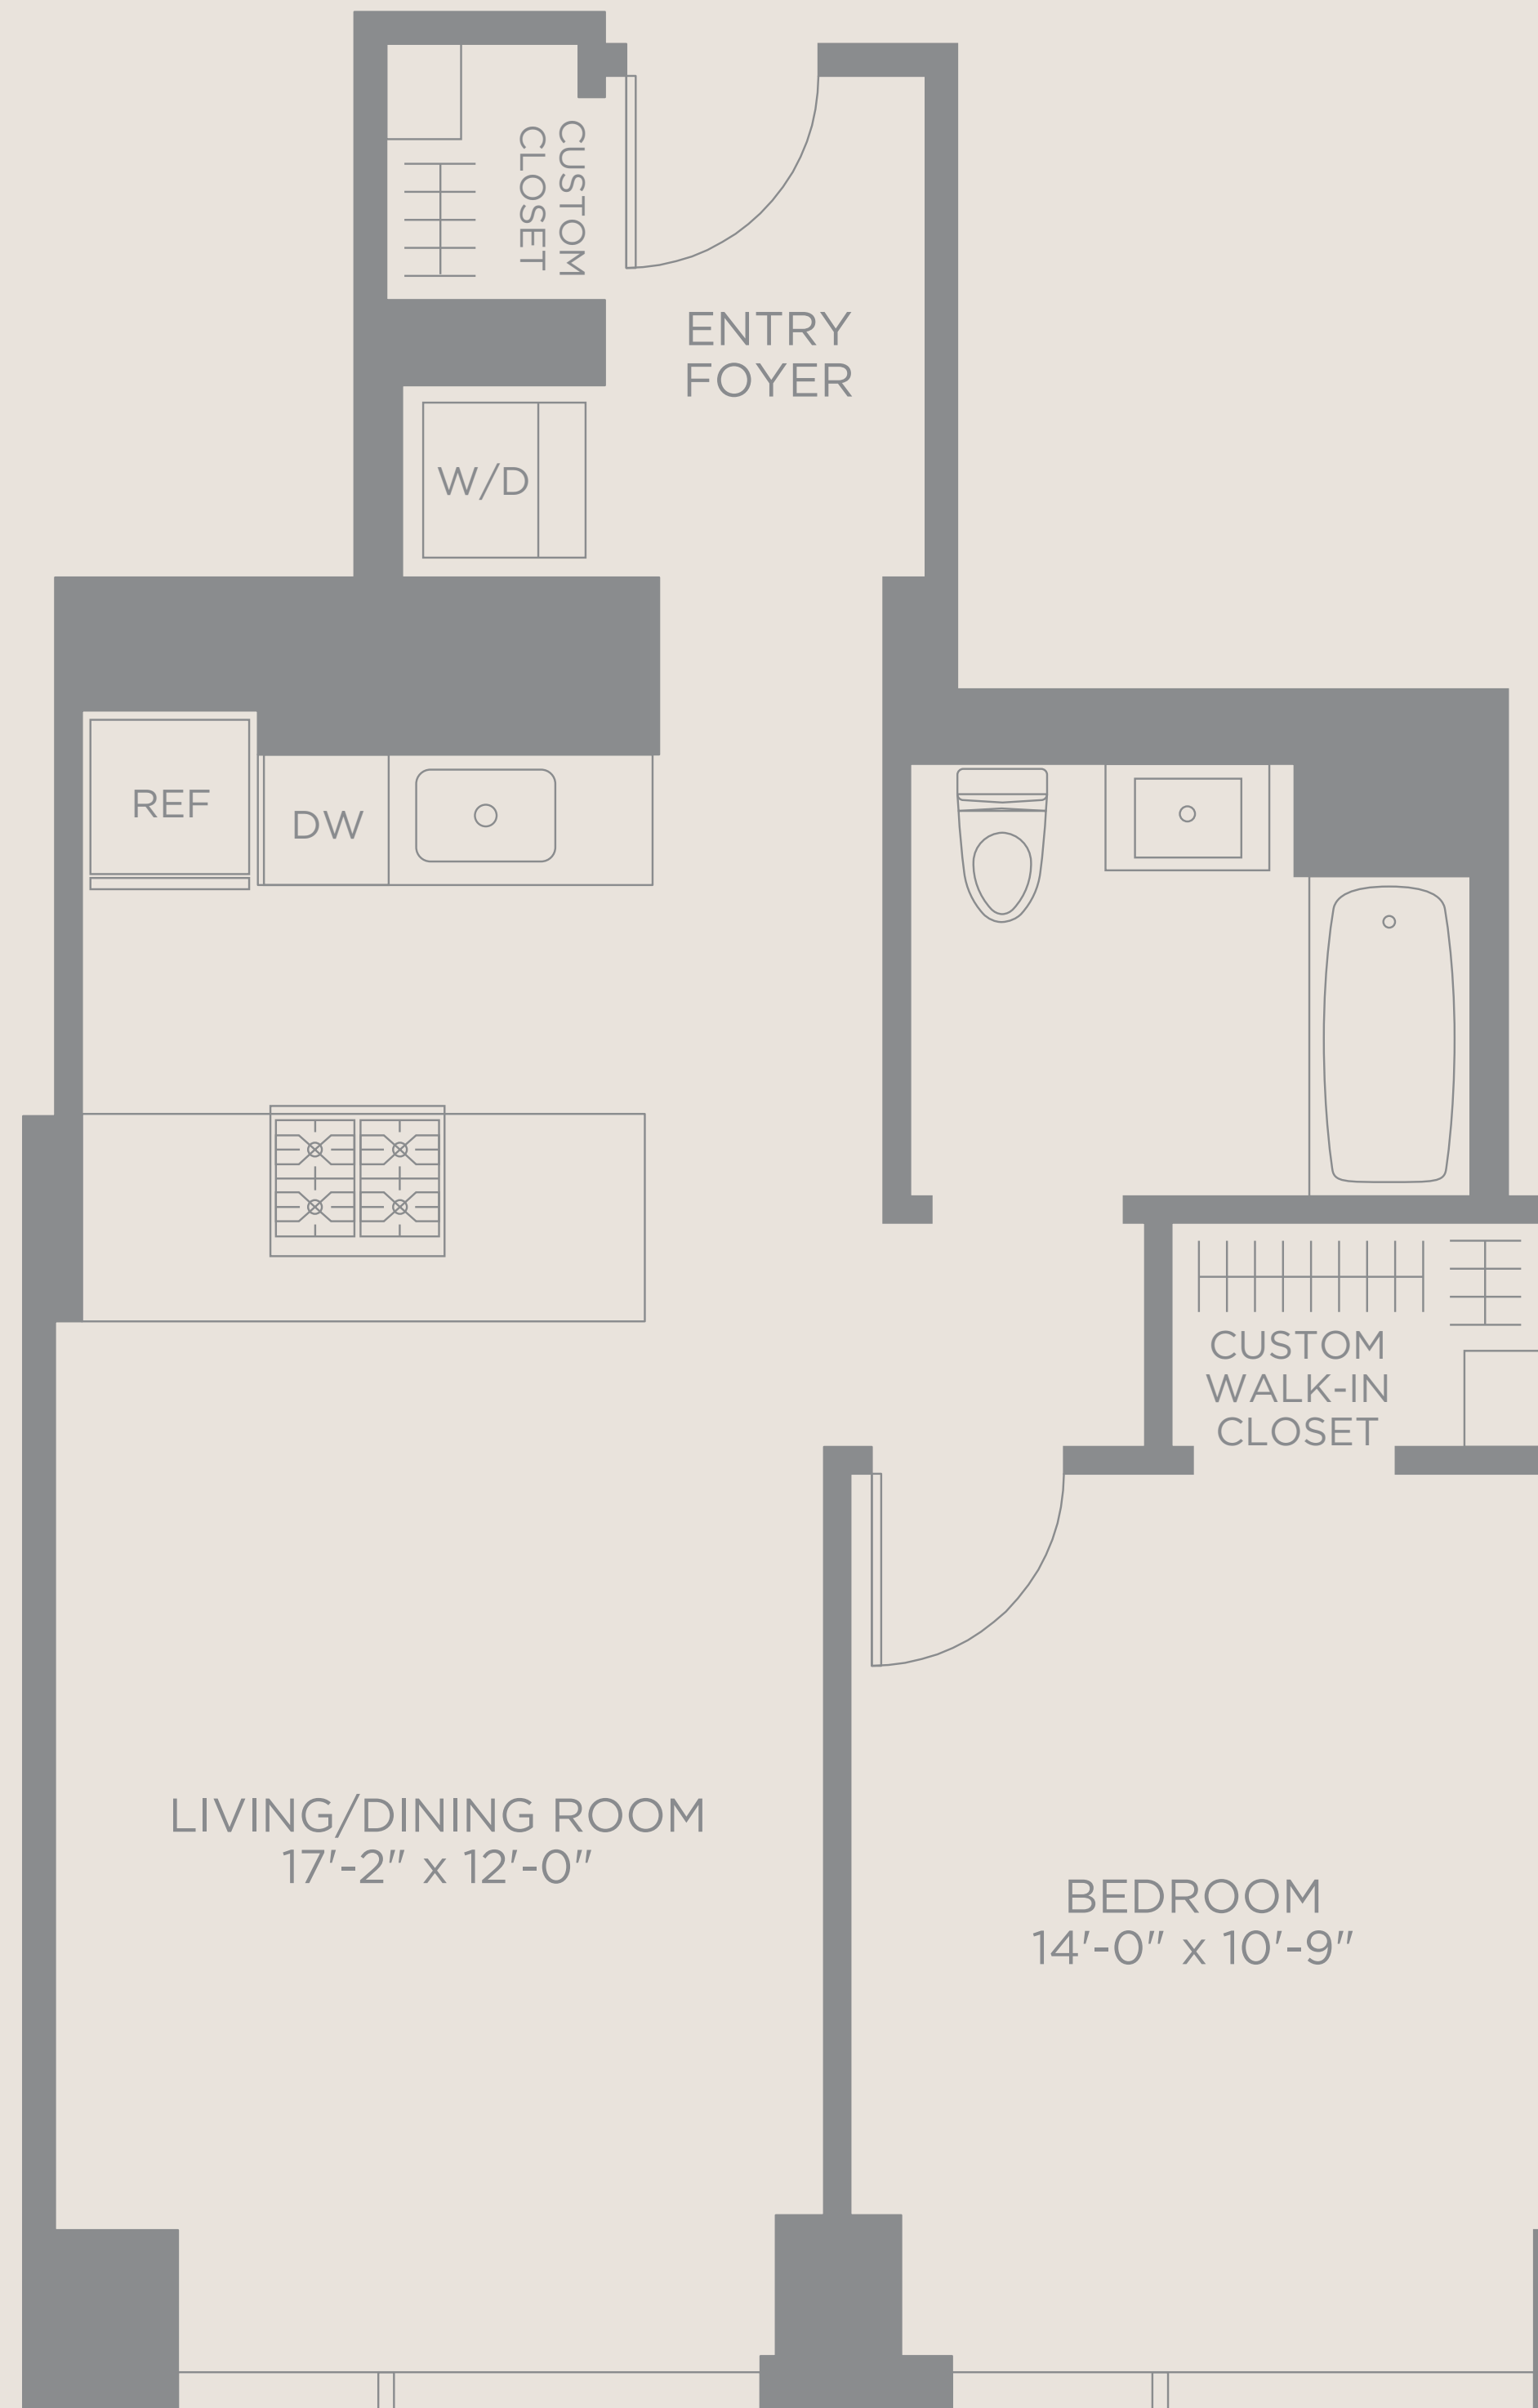 CUSTOM
CLOSET
ENTRY
FOYER
W/D
REF
DW
CUSTOM
WALK-IN
CLOSET
LIVING/DINING ROOM
17'-2" x 12'-0"
BEDROOM
14'-0" x 10'-9"